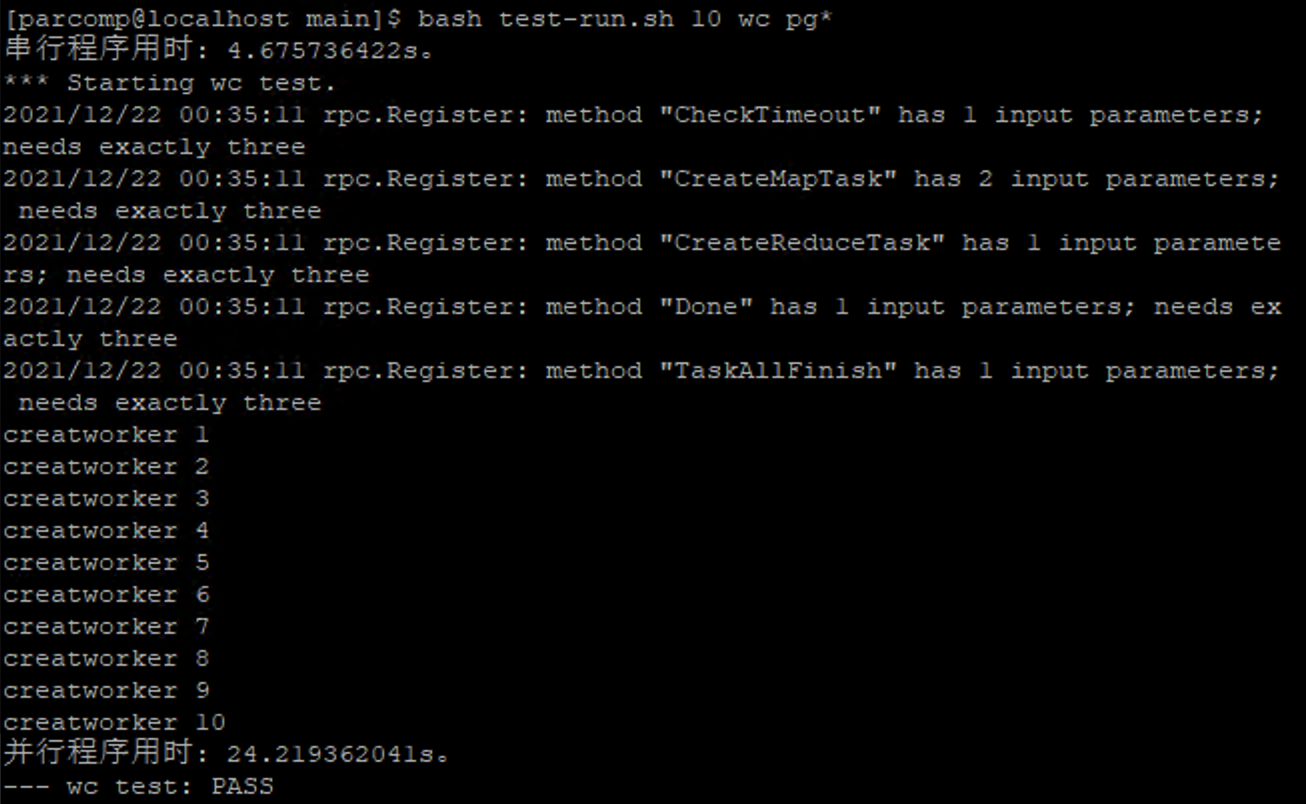 [parcomp@localhost main]$ bash test-run.sh 10 wc pg*
串行程序用时: 4.675736422s。
*** Starting wc test.
2021/12/22 00:35:11 rpc.Register: method "CheckTimeout" has 1 input parameters;
needs exactly three
2021/12/22 00:35:11 rpc.Register: method "CreateMapTask" has 2 input parameters;
 needs exactly three
2021/12/22 00:35:11 rpc.Register: method "CreateReduceTask" has 1 input paramete
rs; needs exactly three
2021/12/22 00:35:11 rpc.Register: method "Done" has 1 input parameters; needs ex
actly three
2021/12/22 00:35:11 rpc.Register: method "TaskAllFinish" has 1 input parameters;
 needs exactly three
creatworker 1
creatworker 2
creatworker 3
creatworker 4
creatworker 5
creatworker 6
creatworker 7
creatworker 8
creatworker 9
creatworker 10
并行程序用时: 24.219362041s。
--- wc test: PASS